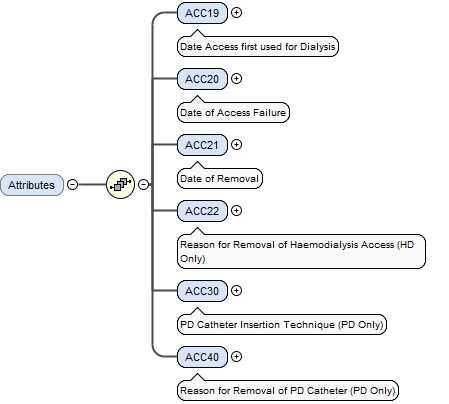 ACC19
Date Access first used for Dialysis
ACC20
Date of Access Failure
ACC21
Date of Removal
Attributes
ACC22
Reason for Removal of Haemodialysis Access (HD
Only)
ACC30
PD Catheter Insertion Technique (PD Only)
ACC40
Reason for Removal of PD Catheter (PD Only)